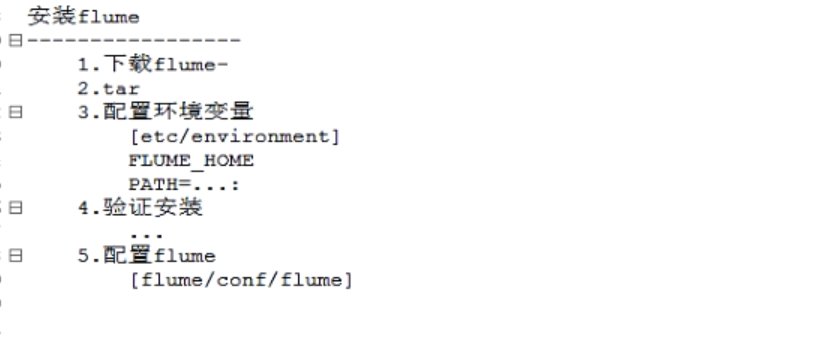 安装flume
-----------------
1.下载flume-
2.tar
3.配置环境变量
[etc/environment]
FLUME_HOME
PATH=...:
4.验证安装
...
5.配置flume
[flume/conf/flume]